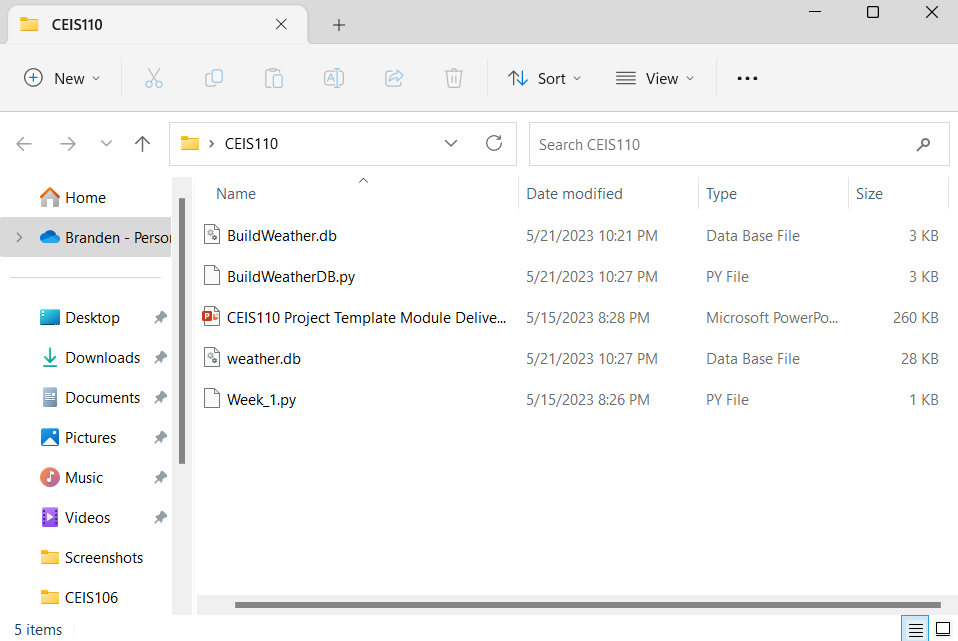 CEIS110
New
Sort
View
CEIS110
Search CEIS110
Home
Branden - Person
Desktop
Downloads
Documents
Pictures
Music
Videos
Screenshots
CEIS106
Name Date modified Type Size
BuildWeather.db 5/21/2023 10:21 PM Data Base File 3 KB
BuildWeatherDB.py 5/21/2023 10:27 PM PY File 3 KB
CEIS110 Project Template Module Delive... 5/15/2023 8:28 PM Microsoft PowerPo... 260 KB
weather.db 5/21/2023 10:27 PM Data Base File 28 KB
Week_1.py 5/15/2023 8:26 PM PY File 1 KB
5 items